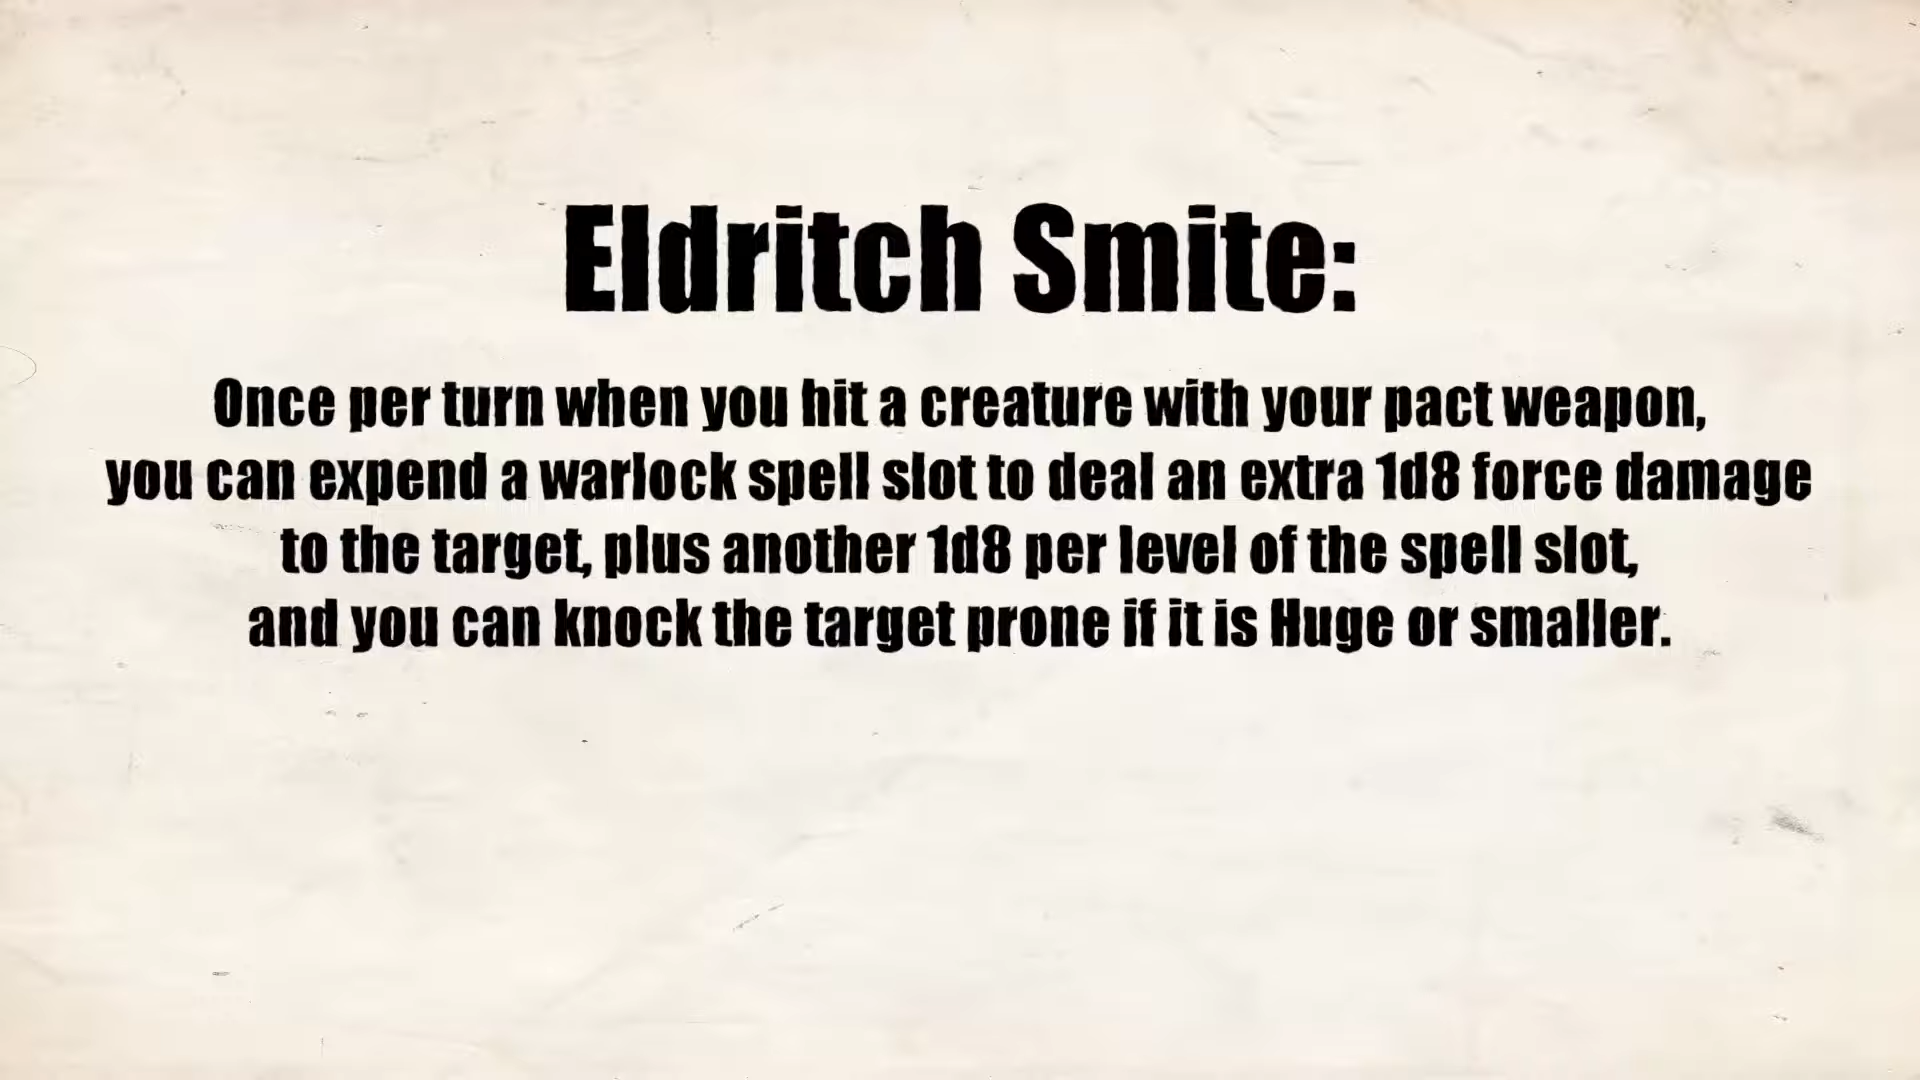 Eldritch Smite:
Once per turn when you hit a creature with your pact weapon,
you can expend a warlock spell slot to deal an extra 1d8 force damage
to the target, plus another 1d8 per level of the spell slot,
and you can knock the target prone if it is Huge or smaller.